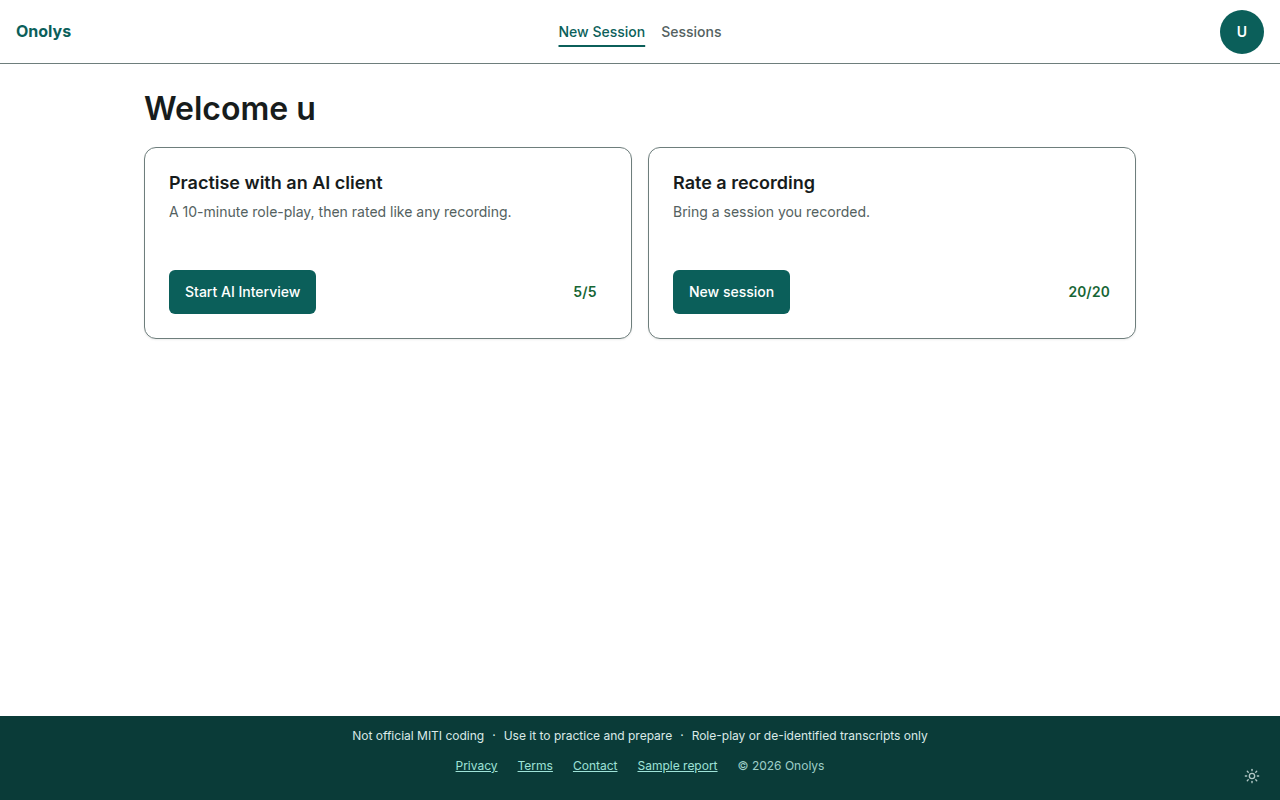 Onolys
New Session Sessions
U
Welcome u
Practise with an AI client
A 10-minute role-play, then rated like any recording.
Start AI Interview 5/5
Rate a recording
Bring a session you recorded.
New session 20/20
Not official MITI coding · Use it to practice and prepare · Role-play or de-identified transcripts only
Privacy Terms Contact Sample report © 2026 Onolys